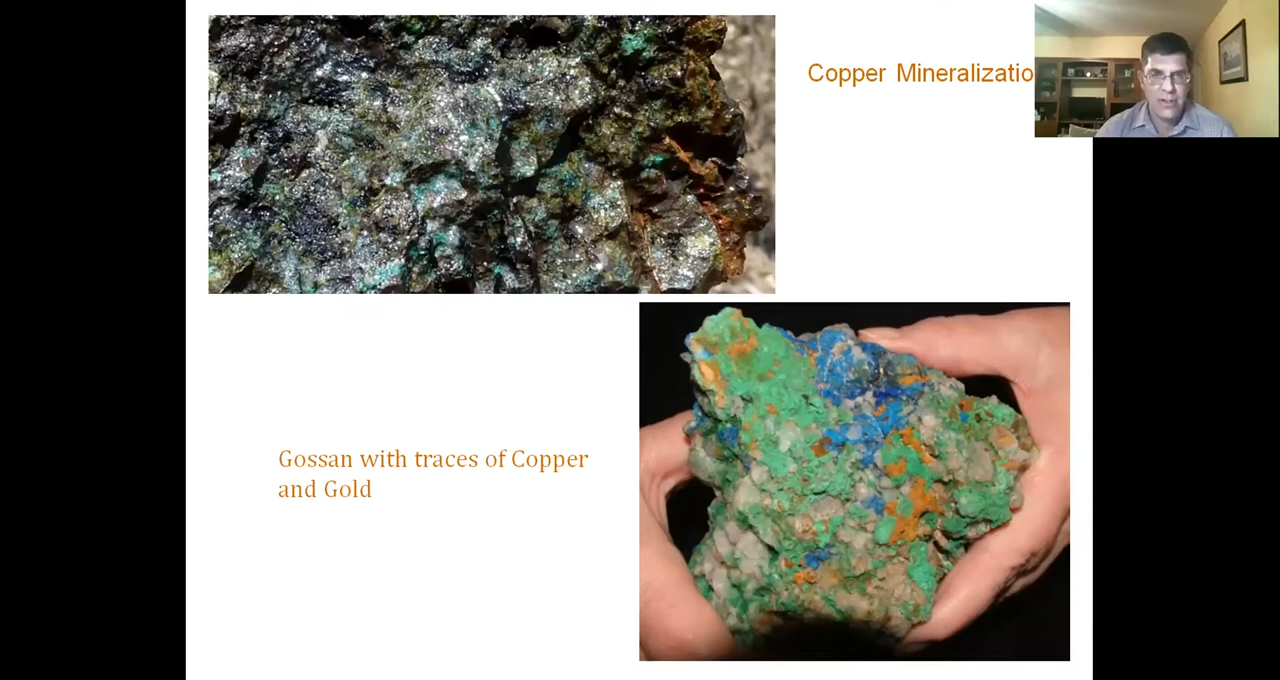 Copper Mineralizatio
Gossan with traces of Copper
and Gold